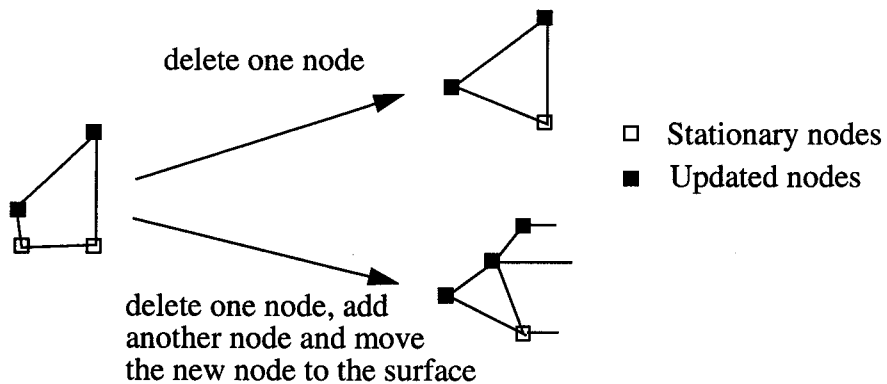 delete one node
Stationary nodes
Updated nodes
delete one node, add
another node and move
the new node to the surface